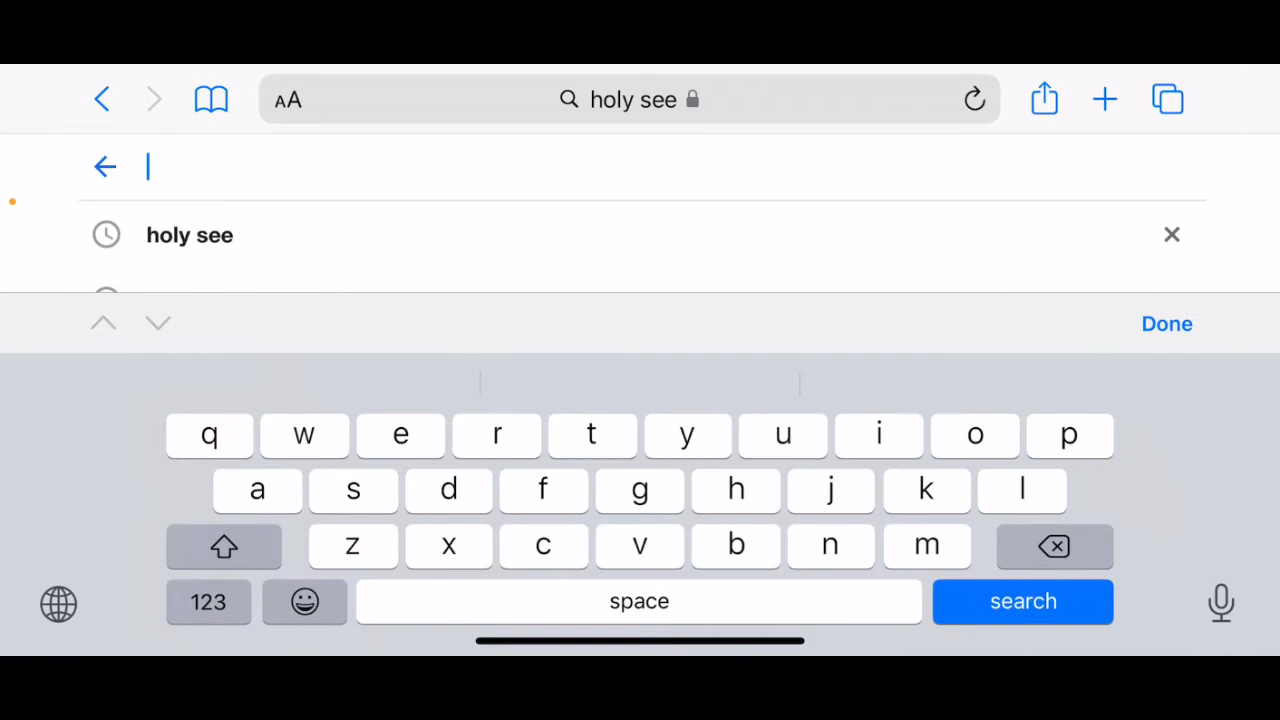 AA holy see
holy see
Done
q w e r t y u i o p
a s d f g h j k l
z x c v b n m
123 space search